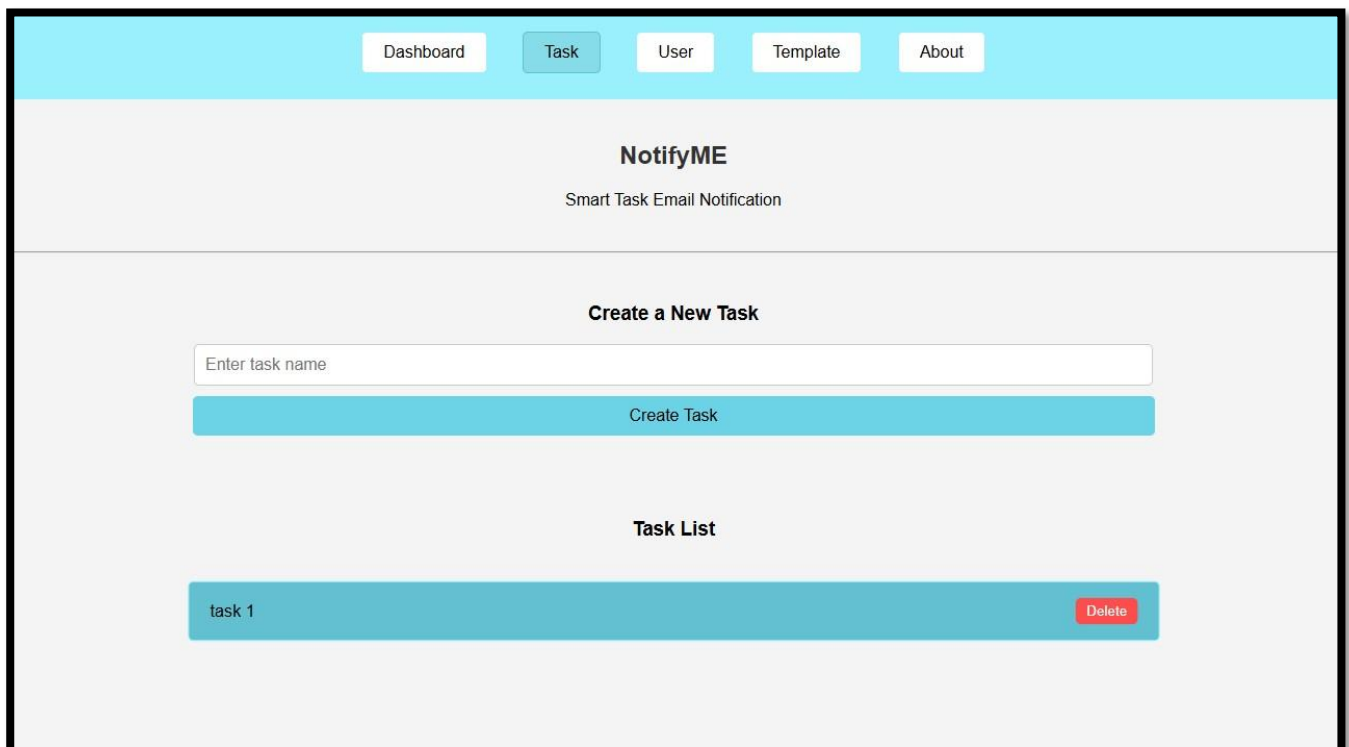 Dashboard Task User Template About
NotifyME
Smart Task Email Notification
Create a New Task
Enter task name
Create Task
Task List
task 1 Delete